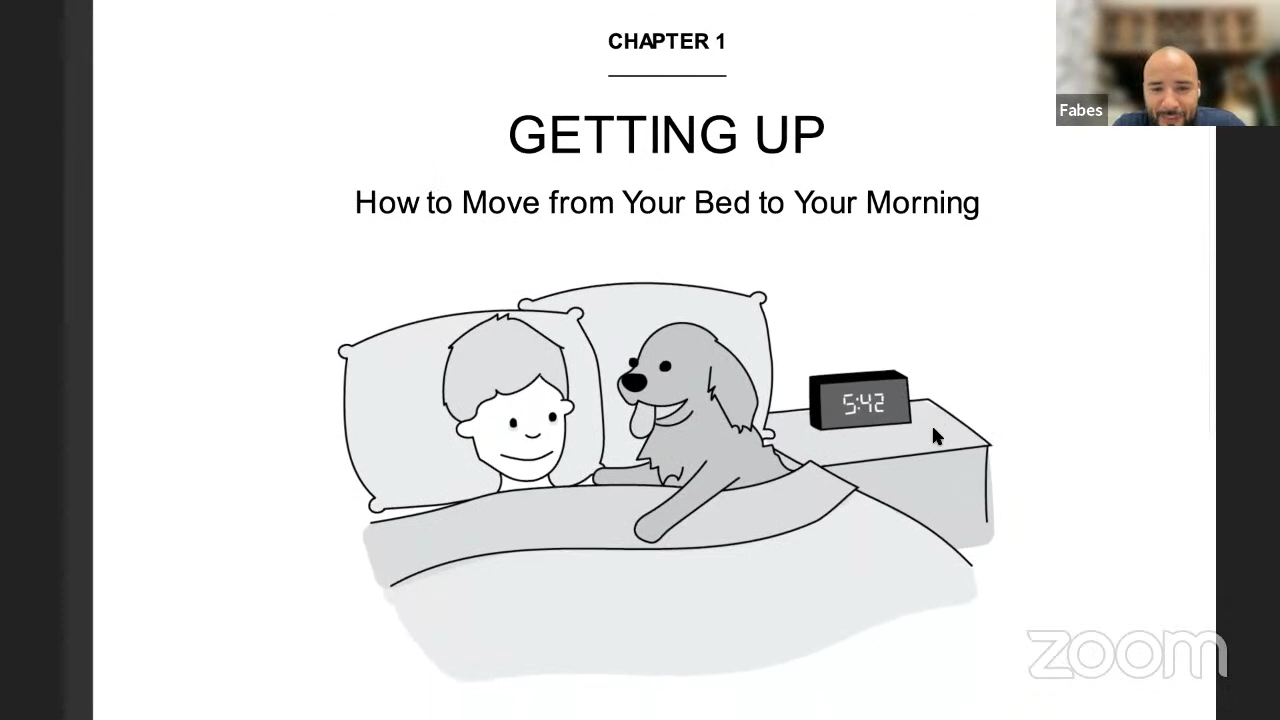 CHAPTER 1
GETTING UP
How to Move from Your Bed to Your Morning
Fabes
5:42
zoom